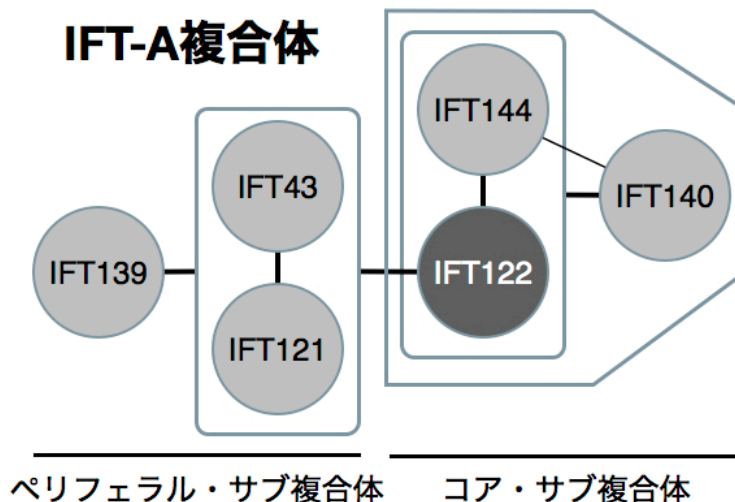 IFT-A複合体
IFT144
IFT43
IFT140
IFT139
IFT122
IFT121
ペリフェラル・サブ複合体
コア・サブ複合体